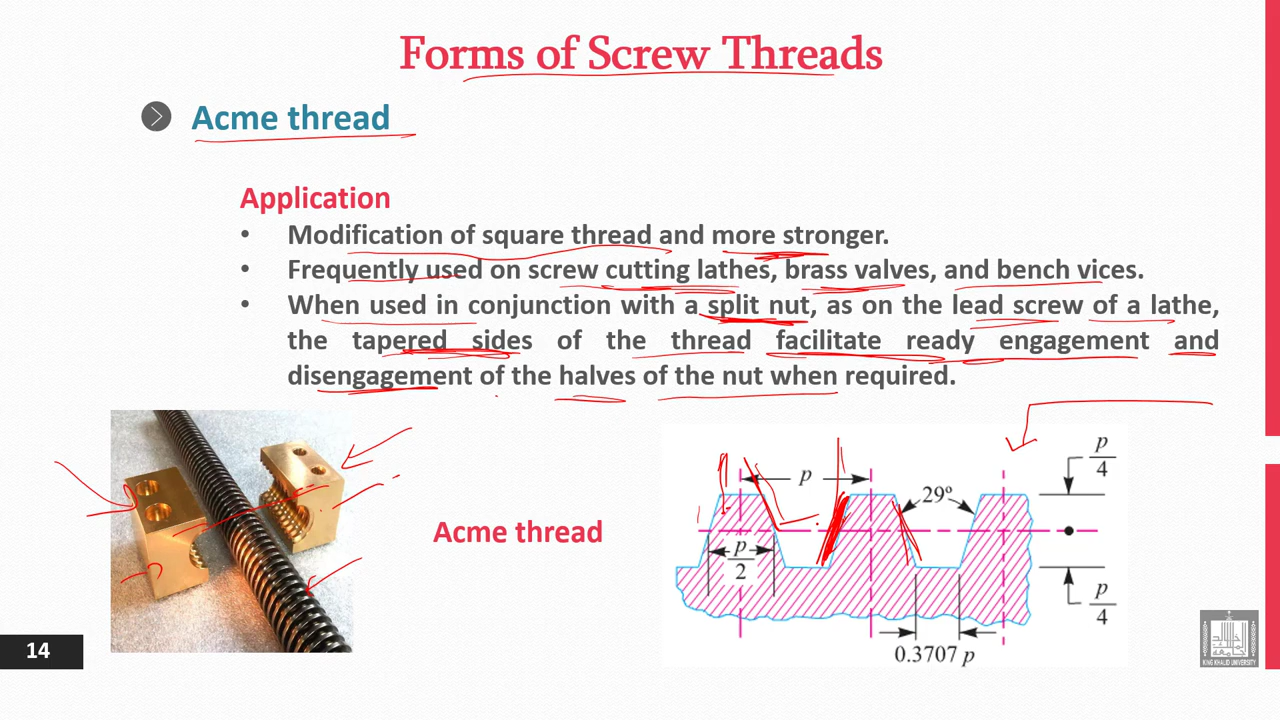 Forms of Screw Threads
Acme thread
Application
• Modification of square thread and more stronger.
• Frequently used on screw cutting lathes, brass valves, and bench vices.
• When used in conjunction with a split nut, as on the lead screw of a lathe,
the tapered sides of the thread facilitate ready engagement and
disengagement of the halves of the nut when required.
Acme thread
p
29°
p/4
p/2
p/4
0.3707 p
14
KING KHALID UNIVERSITY